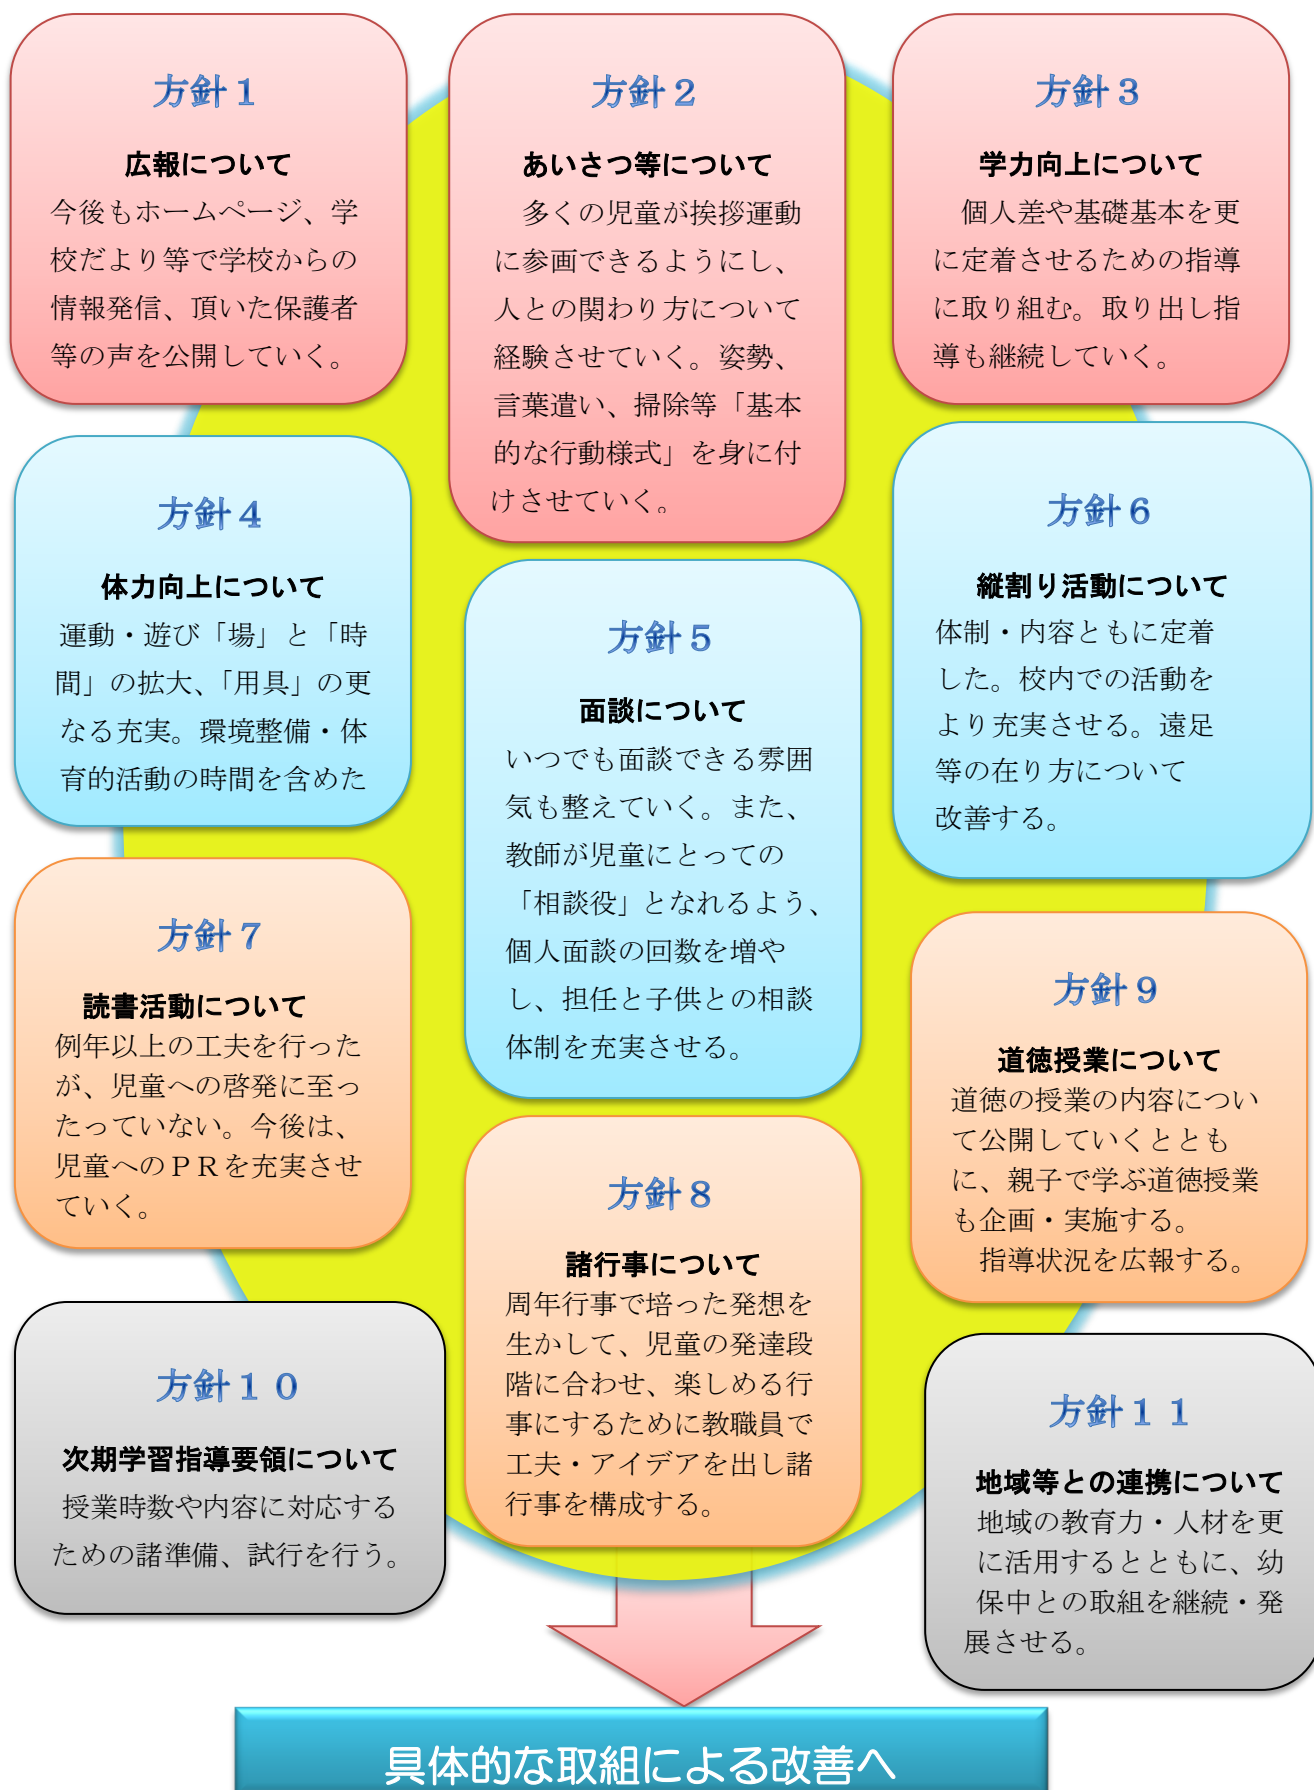 方針１
広報について
今後もホームページ、学
校だより等で学校からの
情報発信、頂いた保護者
等の声を公開していく。
方針２
あいさつ等について
多くの児童が挨拶運動
に参画できるようにし、
人との関わり方について
経験させていく。姿勢、
言葉遣い、掃除等「基本
的な行動様式」を身に付
けさせていく。
方針３
学力向上について
個人差や基礎基本を更
に定着させるための指導
に取り組む。取り出し指
導も継続していく。
方針４
体力向上について
運動・遊び「場」と「時
間」の拡大、「用具」の更
なる充実。環境整備・体
育的活動の時間を含めた
方針５
面談について
いつでも面談できる雰囲
気も整えていく。また、
教師が児童にとっての
「相談役」となれるよう、
個人面談の回数を増や
し、担任と子供との相談
体制を充実させる。
方針６
縦割り活動について
体制・内容ともに定着
した。校内での活動を
より充実させる。遠足
等の在り方について
改善する。
方針７
読書活動について
例年以上の工夫を行った
が、児童への啓発に至っ
たっていない。今後は、
児童へのＰＲを充実させ
ていく。
方針８
諸行事について
周年行事で培った発想を
生かして、児童の発達段
階に合わせ、楽しめる行
事にするために教職員で
工夫・アイデアを出し諸
行事を構成する。
方針９
道徳授業について
道徳の授業の内容につい
て公開していくととも
に、親子で学ぶ道徳授業
も企画・実施する。
指導状況を広報する。
方針１０
次期学習指導要領について
授業時数や内容に対応する
ための諸準備、試行を行う。
方針１１
地域等との連携について
地域の教育力・人材を更
に活用するとともに、幼
保中との取組を継続・発
展させる。
具体的な取組による改善へ